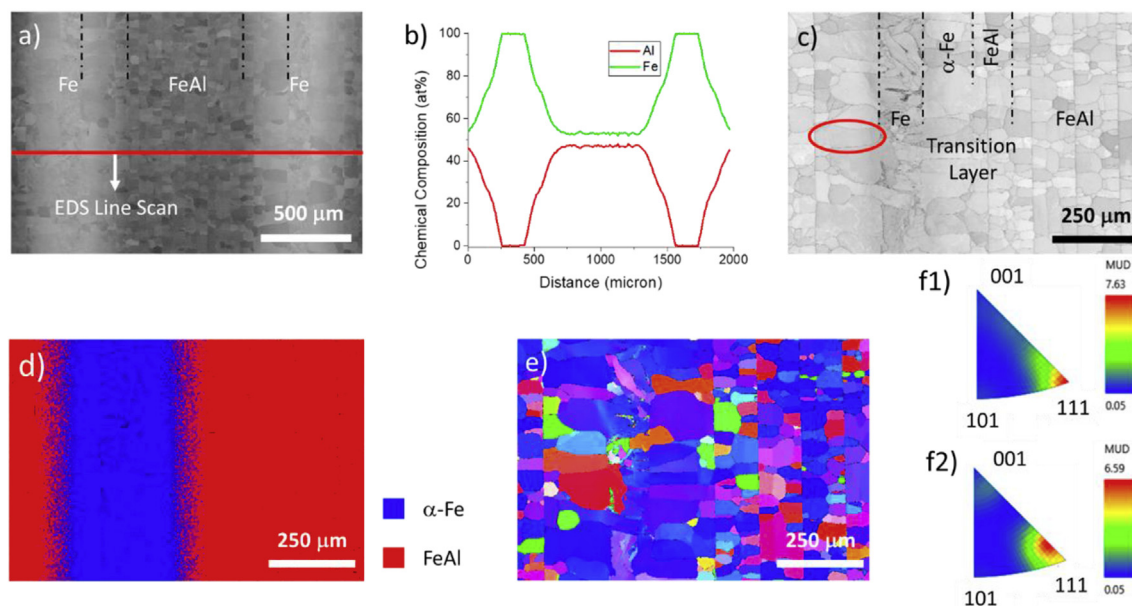 a)
Fe
FeAl
Fe
EDS Line Scan
500 μm
b)
Chemical Composition (at%)
100
80
60
40
20
0
Al
Fe
0
500
1000
1500
2000
Distance (micron)
c)
Fe
α-Fe
FeAl
FeAl
Transition
Layer
250 μm
d)
250 μm
α-Fe
FeAl
e)
250 μm
f1)
001
101
111
MUD
7.63
0.05
f2)
001
101
111
MUD
6.59
0.05